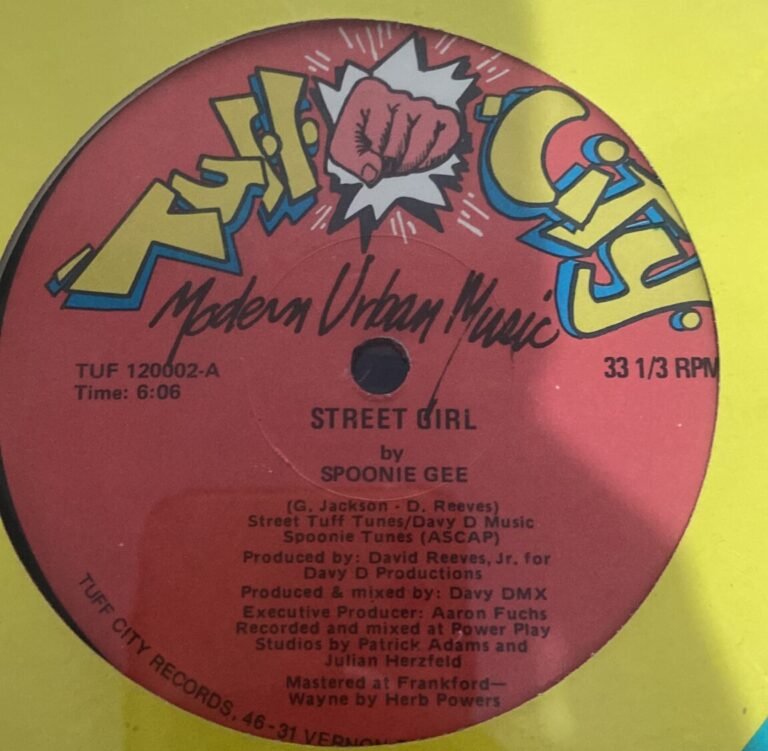 Tuff City
Modern Urban Music
TUF 120002-A
Time: 6:06
33 1/3 RPM
STREET GIRL
by
SPOONIE GEE
(G. Jackson - D. Reeves)
Street Tuff Tunes/Davy D Music
Spoonie Tunes (ASCAP)
Produced by: David Reeves, Jr. for
Davy D Productions
Produced & mixed by: Davy DMX
Executive Producer: Aaron Fuchs
Recorded and mixed at Power Play
Studios by Patrick Adams and
Julian Herzfeld
Mastered at Frankford—
Wayne by Herb Powers
TUFF CITY RECORDS, 46-31 VERNON